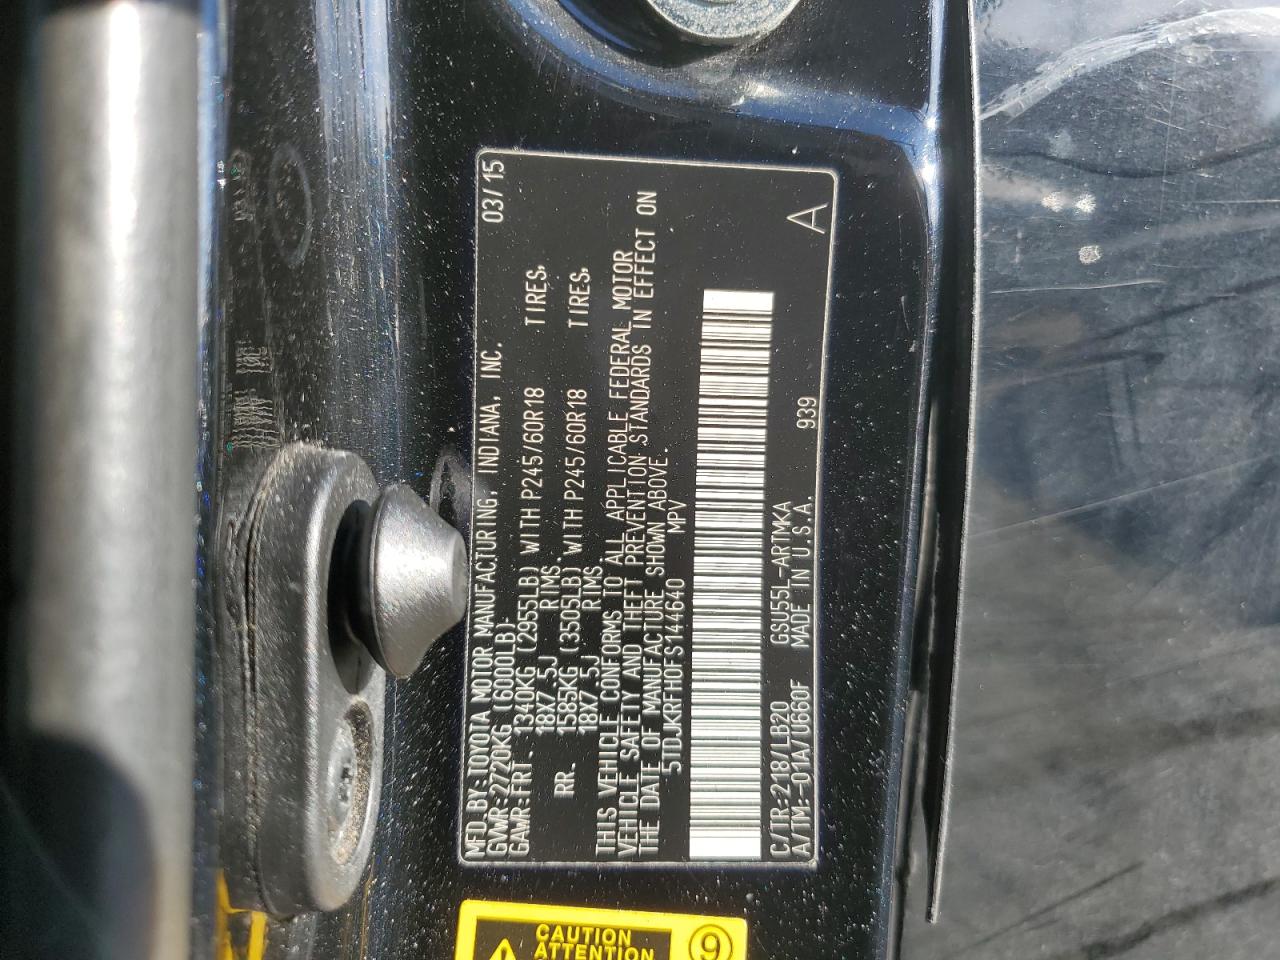 MFD.BY:TOYOTA MOTOR MANUFACTURING, INDIANA, INC. 03/15
GVWR:2720KG (6000LB).
GAWR:FRT. 1340KG (2955LB) WITH P245/60R18 TIRES,
18X7.5J RIMS.
RR. 1585KG (3505LB) WITH P245/60R18 TIRES,
18X7.5J RIMS.
THIS VEHICLE CONFORMS TO ALL APPLICABLE FEDERAL MOTOR
VEHICLE SAFETY AND THEFT PREVENTION STANDARDS IN EFFECT ON
THE DATE OF MANUFACTURE SHOWN ABOVE.
5TDJKRFH0FS144640 MPV
C/TR:218/LB20 GSU55L-ARTMKA A
A/TM:-01A/U660F MADE IN U.S.A. 939
CAUTION
ATTENTION
9